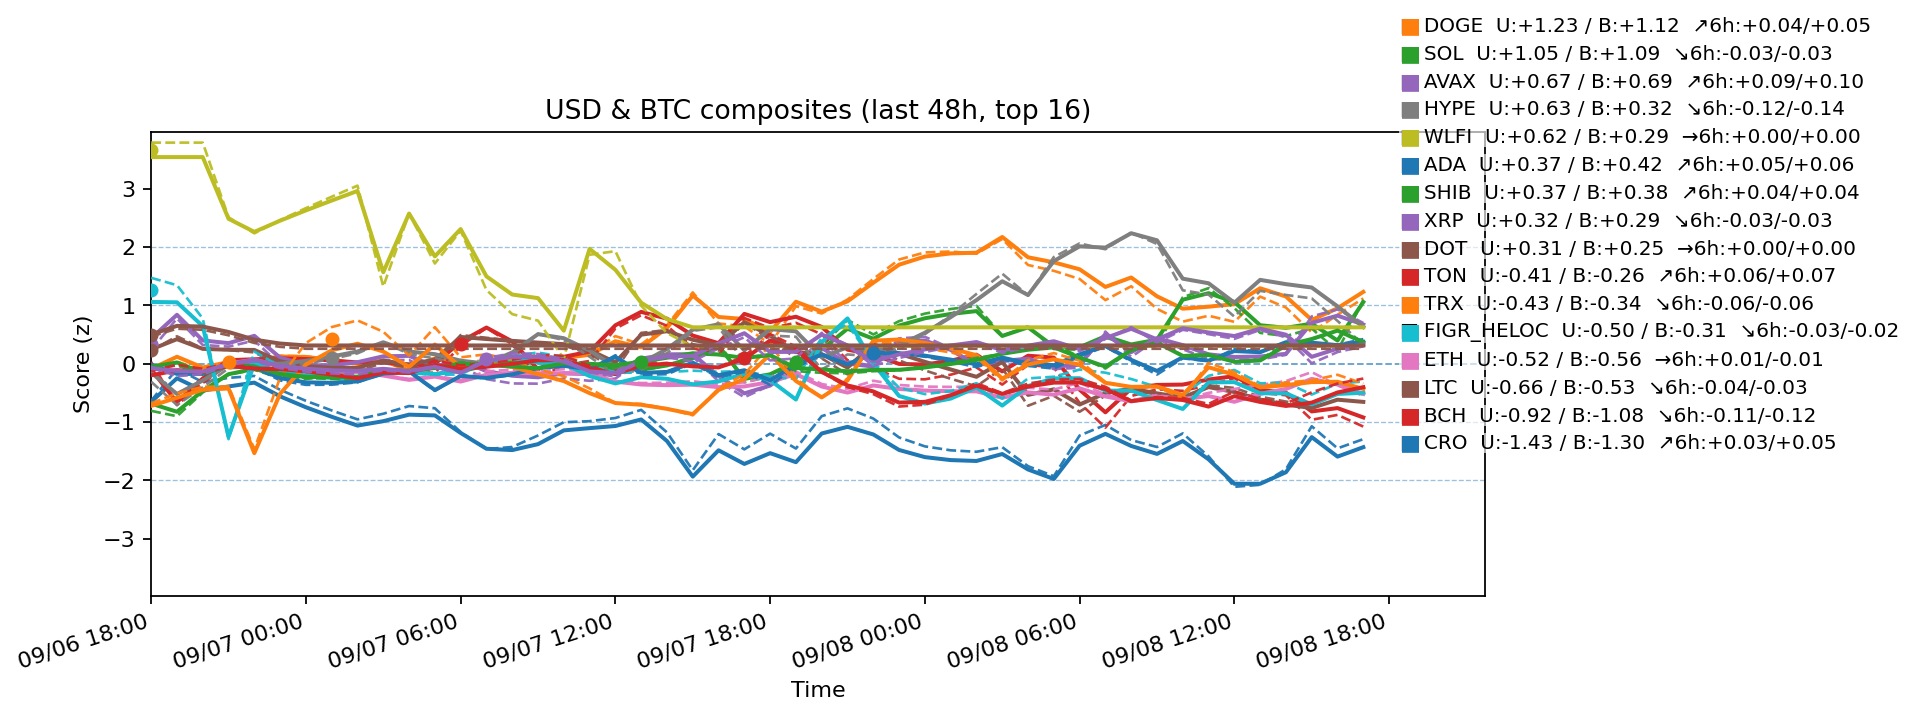 DOGE  U:+1.23 / B:+1.12  ↗6h:+0.04/+0.05
SOL  U:+1.05 / B:+1.09  ↘6h:-0.03/-0.03
AVAX  U:+0.67 / B:+0.69  ↗6h:+0.09/+0.10
HYPE  U:+0.63 / B:+0.32  ↘6h:-0.12/-0.14
WLFI  U:+0.62 / B:+0.29  →6h:+0.00/+0.00
ADA  U:+0.37 / B:+0.42  ↗6h:+0.05/+0.06
SHIB  U:+0.37 / B:+0.38  ↗6h:+0.04/+0.04
XRP  U:+0.32 / B:+0.29  ↘6h:-0.03/-0.03
DOT  U:+0.31 / B:+0.25  →6h:+0.00/+0.00
TON  U:-0.41 / B:-0.26  ↗6h:+0.06/+0.07
TRX  U:-0.43 / B:-0.34  ↘6h:-0.06/-0.06
FIGR_HELOC  U:-0.50 / B:-0.31  ↘6h:-0.03/-0.02
ETH  U:-0.52 / B:-0.56  →6h:+0.01/-0.01
LTC  U:-0.66 / B:-0.53  ↘6h:-0.04/-0.03
BCH  U:-0.92 / B:-1.08  ↘6h:-0.11/-0.12
CRO  U:-1.43 / B:-1.30  ↗6h:+0.03/+0.05
USD & BTC composites (last 48h, top 16)
Score (z)
3
2
1
0
−1
−2
−3
09/06 18:00
09/07 00:00
09/07 06:00
09/07 12:00
09/07 18:00
09/08 00:00
09/08 06:00
09/08 12:00
09/08 18:00
Time